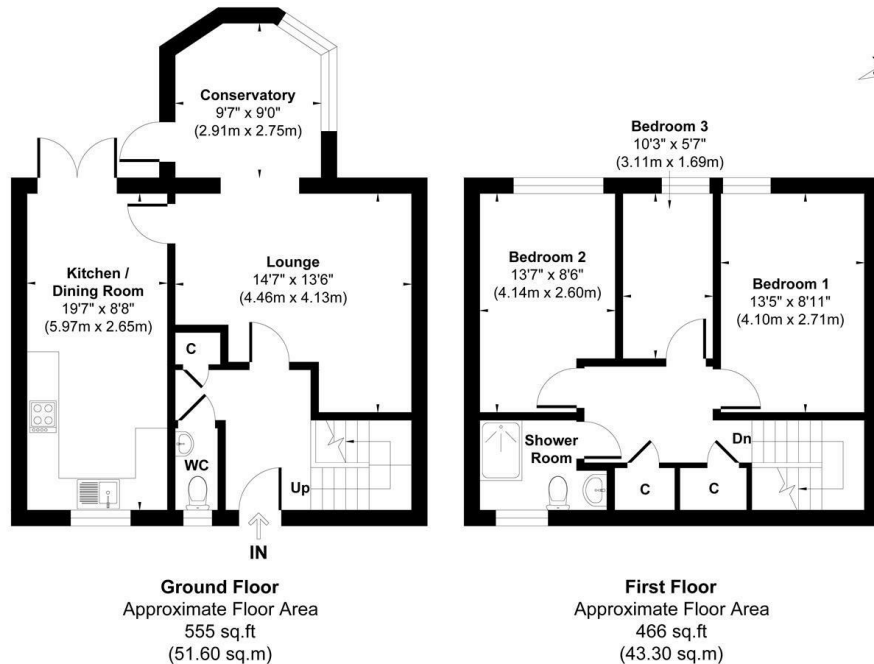 Conservatory
9'7" x 9'0"
(2.91m x 2.75m)
Kitchen /
Dining Room
19'7" x 8'8"
(5.97m x 2.65m)
Lounge
14'7" x 13'6"
(4.46m x 4.13m)
C
WC
Up
IN
Ground Floor
Approximate Floor Area
555 sq.ft
(51.60 sq.m)
Bedroom 3
10'3" x 5'7"
(3.11m x 1.69m)
Bedroom 2
13'7" x 8'6"
(4.14m x 2.60m)
Bedroom 1
13'5" x 8'11"
(4.10m x 2.71m)
Shower
Room
Dn
C
C
First Floor
Approximate Floor Area
466 sq.ft
(43.30 sq.m)